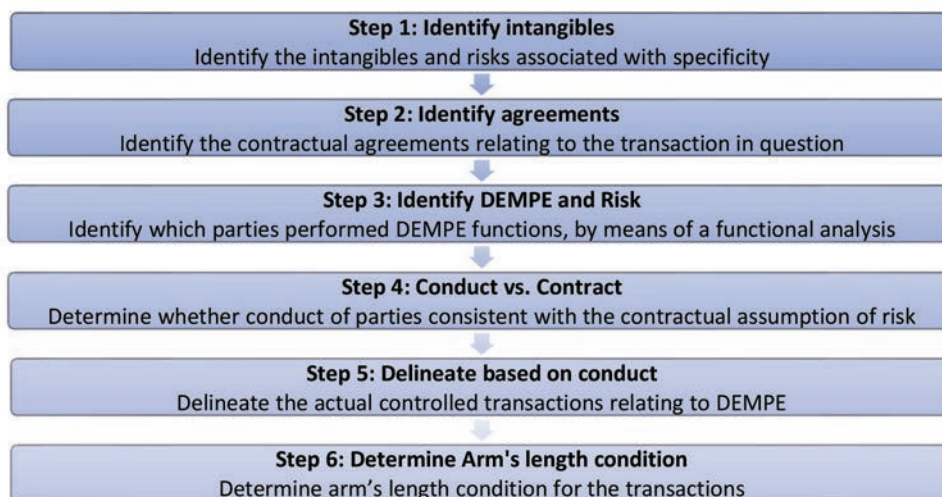 Step 1: Identify intangibles
Identify the intangibles and risks associated with specificity
Step 2: Identify agreements
Identify the contractual agreements relating to the transaction in question
Step 3: Identify DEMPE and Risk
Identify which parties performed DEMPE functions, by means of a functional analysis
Step 4: Conduct vs. Contract
Determine whether conduct of parties consistent with the contractual assumption of risk
Step 5: Delineate based on conduct
Delineate the actual controlled transactions relating to DEMPE
Step 6: Determine Arm's length condition
Determine arm’s length condition for the transactions